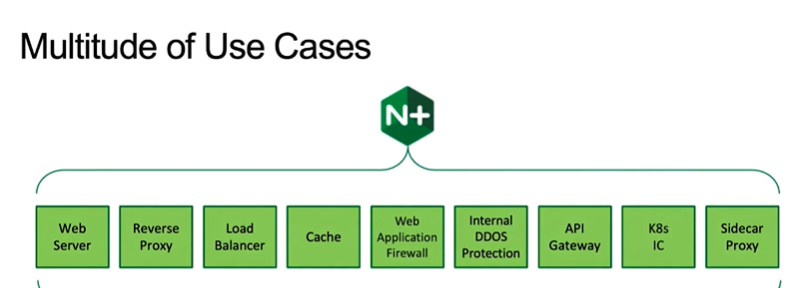 Multitude of Use Cases
N+
Web
Server
Reverse
Proxy
Load
Balancer
Cache
Web
Application
Firewall
Internal
DDOS
Protection
API
Gateway
K8s
IC
Sidecar
Proxy